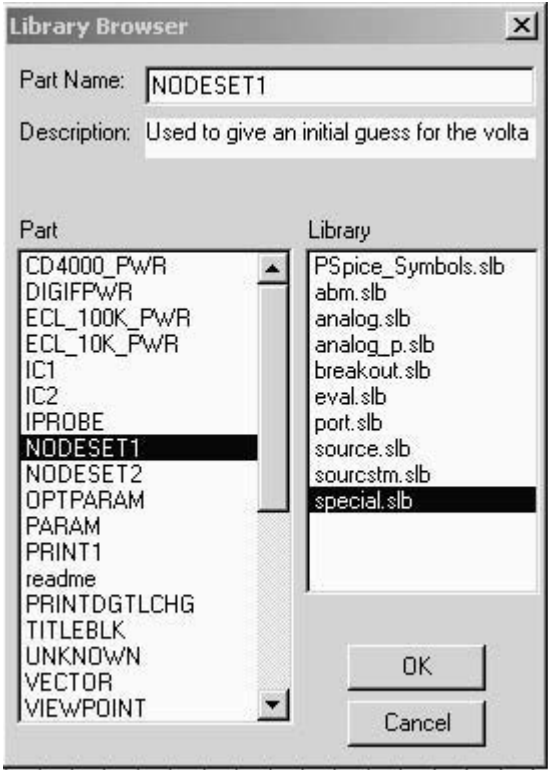 Library Browser
Part Name: NODESET1
Description: Used to give an initial guess for the volta
Part
CD4000_PWR
DIGIFPWR
ECL_100K_PWR
ECL_10K_PWR
IC1
IC2
IPROBE
NODESET1
NODESET2
OPTPARAM
PARAM
PRINT1
readme
PRINTDGTLCHG
TITLEBLK
UNKNOWN
VECTOR
VIEWPOINT
Library
PSpice_Symbols.slb
abm.slb
analog.slb
analog_p.slb
breakout.slb
eval.slb
port.slb
source.slb
sourcstm.slb
special.slb
OK
Cancel